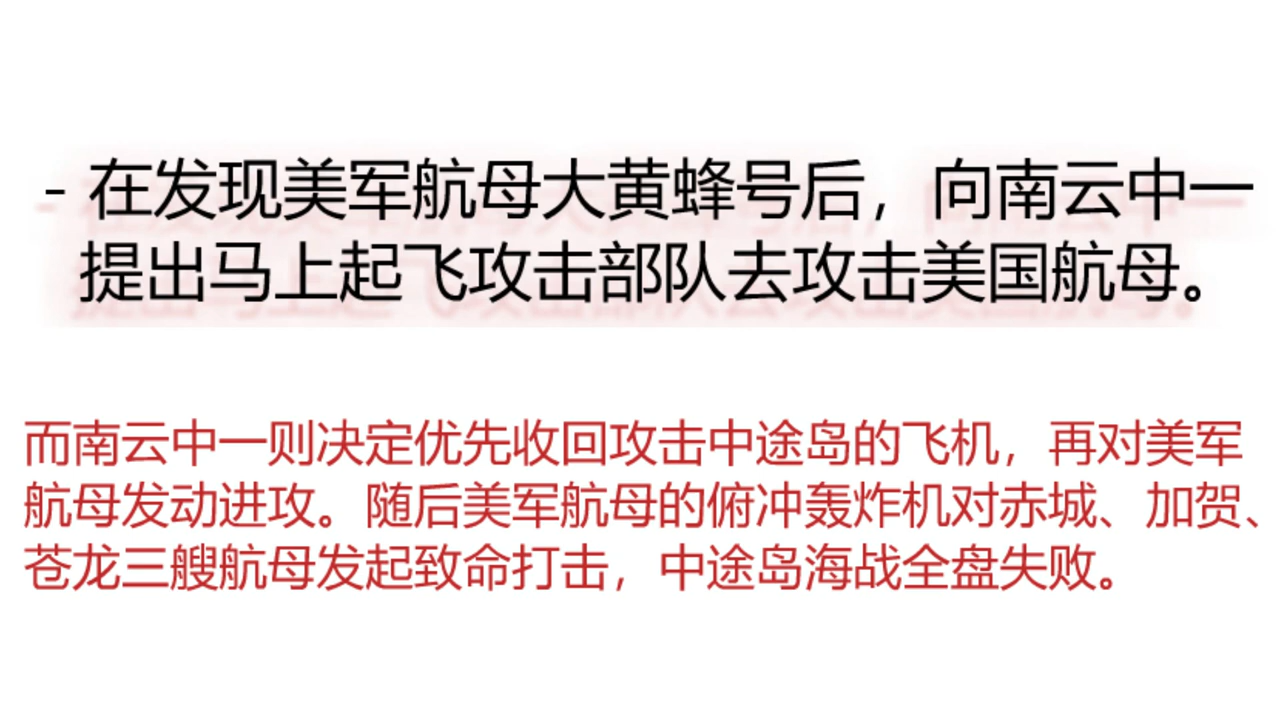 - 在发现美军航母大黄蜂号后，向南云中一
提出马上起飞攻击部队去攻击美国航母。
而南云中一则决定优先收回攻击中途岛的飞机，再对美军
航母发动进攻。随后美军航母的俯冲轰炸机对赤城、加贺、
苍龙三艘航母发起致命打击，中途岛海战全盘失败。